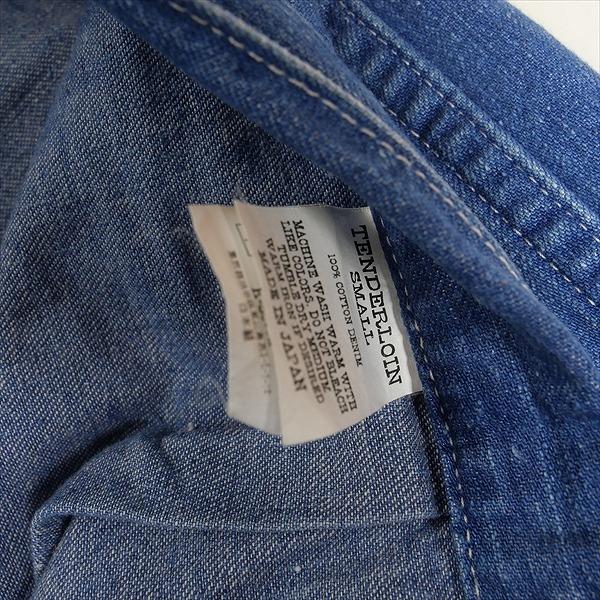 TENDERLOIN
SMALL
100% COTTON DENIM
MACHINE WASH WARM WITH
LIKE COLORS, DO NOT BLEACH
TUMBLE DRY MEDIUM,
WARM IRON IF DESIRED
MADE IN JAPAN